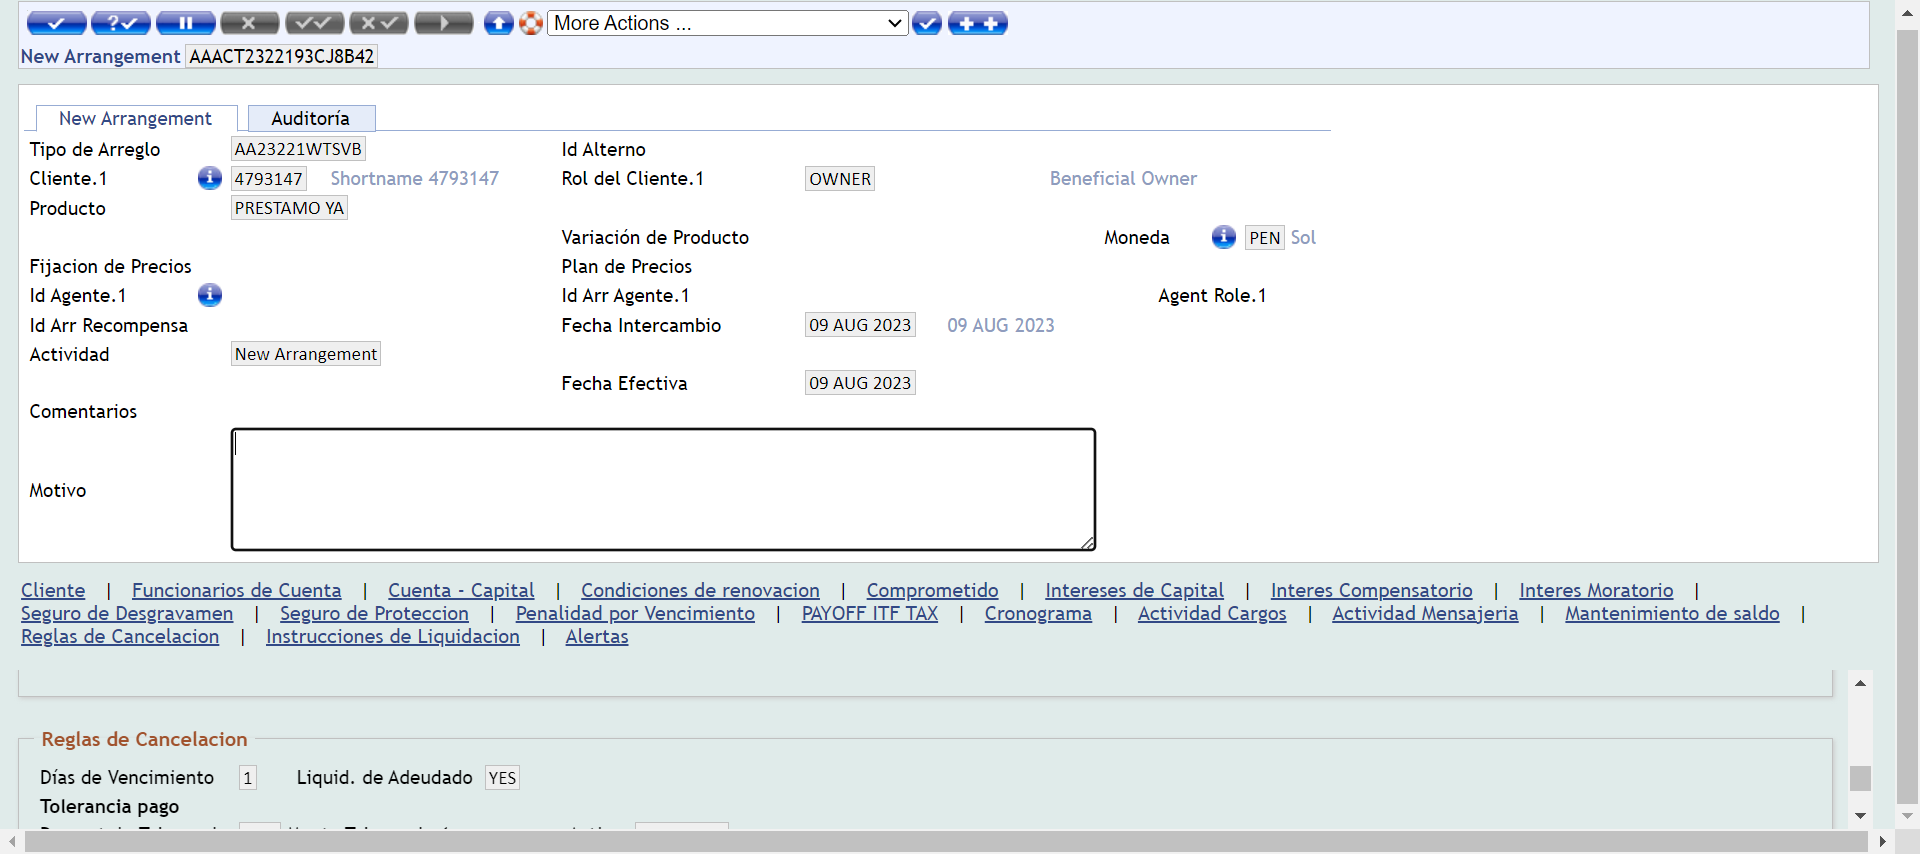 More Actions ...
New Arrangement AAACT2322193CJ8B42
New Arrangement Auditoría
Tipo de Arreglo AA23221WTSVB Id Alterno
Cliente.1 4793147 Shortname 4793147 Rol del Cliente.1 OWNER Beneficial Owner
Producto PRESTAMO YA
Variación de Producto Moneda PEN Sol
Fijacion de Precios Plan de Precios
Id Agente.1 Id Arr Agente.1 Agent Role.1
Id Arr Recompensa Fecha Intercambio 09 AUG 2023 09 AUG 2023
Actividad New Arrangement
Fecha Efectiva 09 AUG 2023
Comentarios
Motivo
Cliente | Funcionarios de Cuenta | Cuenta - Capital | Condiciones de renovacion | Comprometido | Intereses de Capital | Interes Compensatorio | Interes Moratorio |
Seguro de Desgravamen | Seguro de Proteccion | Penalidad por Vencimiento | PAYOFF ITF TAX | Cronograma | Actividad Cargos | Actividad Mensajeria | Mantenimiento de saldo |
Reglas de Cancelacion | Instrucciones de Liquidacion | Alertas
Reglas de Cancelacion
Días de Vencimiento 1 Liquid. de Adeudado YES
Tolerancia pago